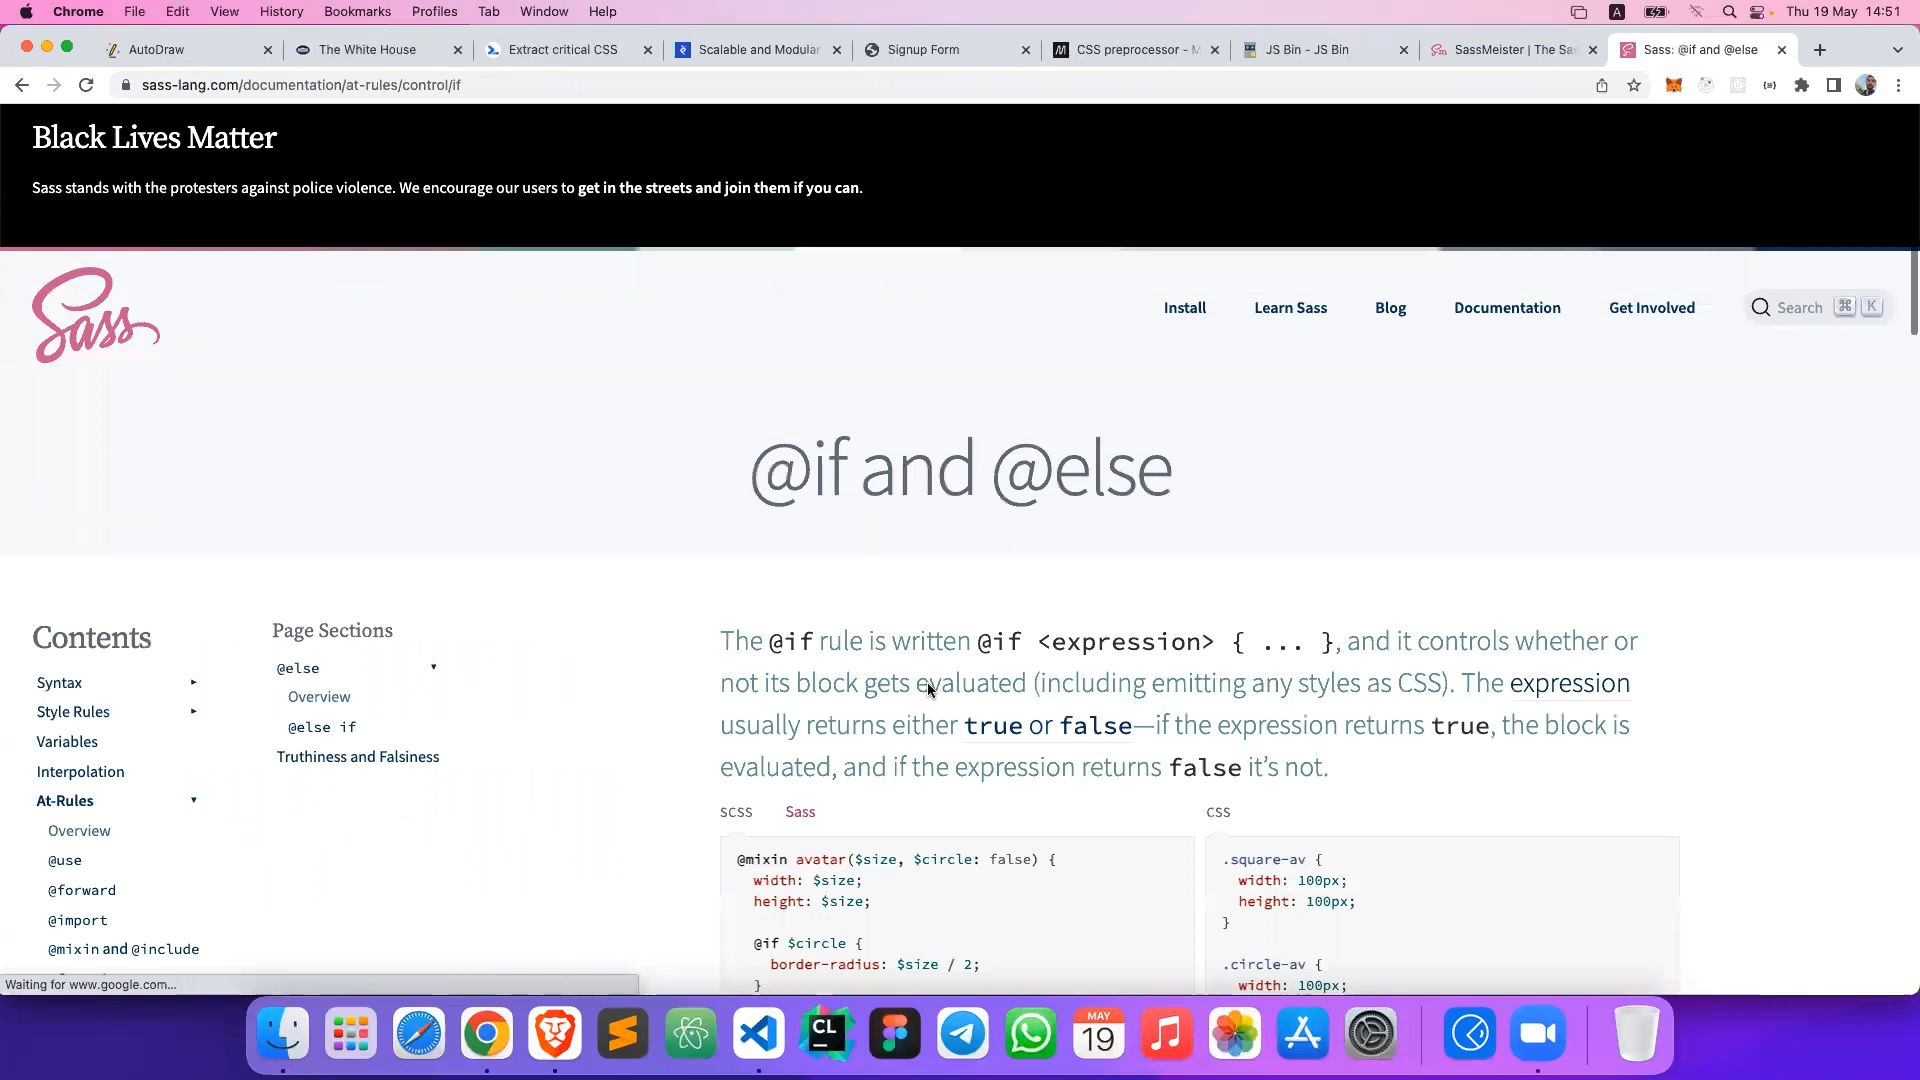 Chrome File Edit View History Bookmarks Profiles Tab Window Help
A Thu 19 May 14:51
AutoDraw
The White House
Extract critical CSS
Scalable and Modular
Signup Form
CSS preprocessor - M
JS Bin - JS Bin
SassMeister | The Sas
Sass: @if and @else
sass-lang.com/documentation/at-rules/control/if
Black Lives Matter
Sass stands with the protesters against police violence. We encourage our users to get in the streets and join them if you can.
Sass
Install Learn Sass Blog Documentation Get Involved Search ⌘ K
@if and @else
Contents
Syntax
Style Rules
Variables
Interpolation
At-Rules
Overview
@use
@forward
@import
@mixin and @include
Page Sections
@else
Overview
@else if
Truthiness and Falsiness
The @if rule is written @if <expression> { ... }, and it controls whether or
not its block gets evaluated (including emitting any styles as CSS). The expression
usually returns either true or false—if the expression returns true, the block is
evaluated, and if the expression returns false it’s not.
SCSS Sass
@mixin avatar($size, $circle: false) {
width: $size;
height: $size;
@if $circle {
border-radius: $size / 2;
}
CSS
.square-av {
width: 100px;
height: 100px;
}
.circle-av {
width: 100px;
Waiting for www.google.com...
CL
MAY
19